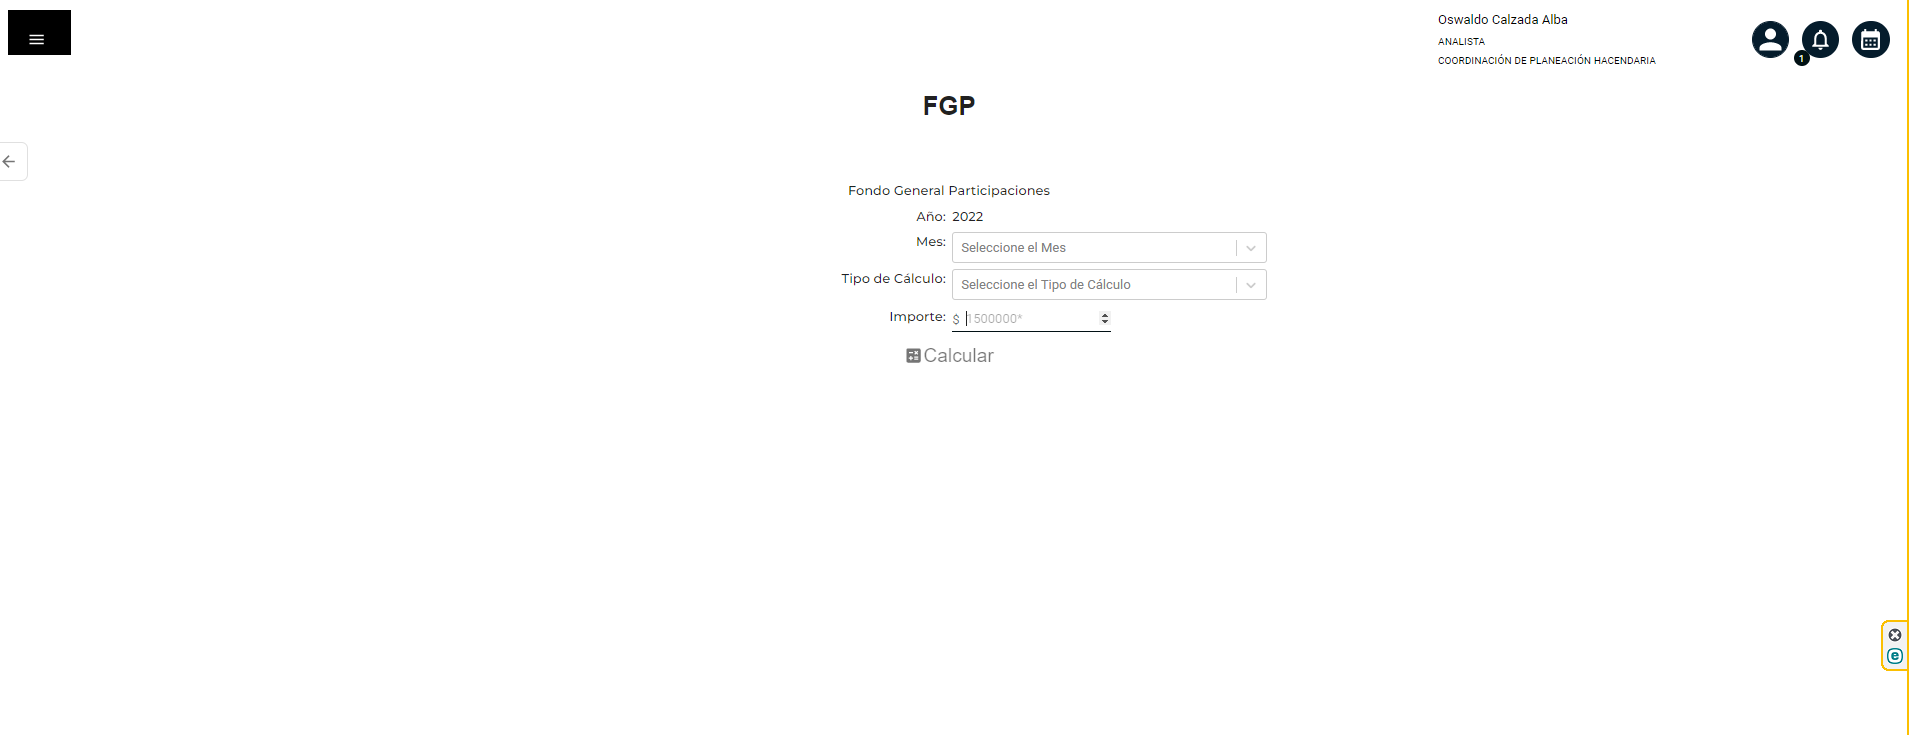 Oswaldo Calzada Alba
ANALISTA
COORDINACIÓN DE PLANEACIÓN HACENDARIA
1
FGP
Fondo General Participaciones
Año: 2022
Mes: Seleccione el Mes
Tipo de Cálculo: Seleccione el Tipo de Cálculo
Importe: $ 1500000*
Calcular
e